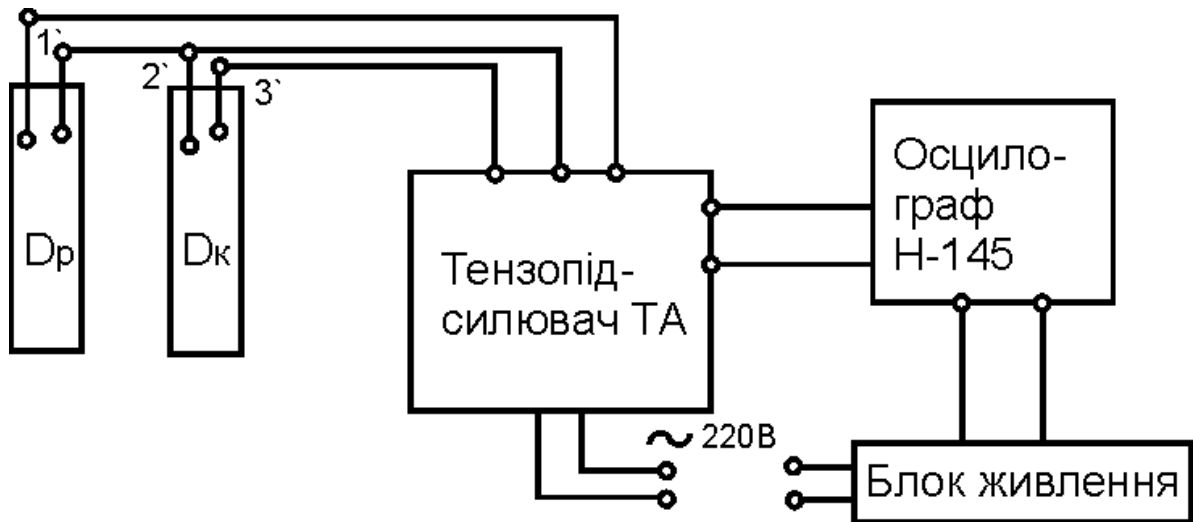 1`
2`
3`
Dр
Dк
Тензопід-
силювач ТА
Осцило-
граф
Н-145
~ 220В
Блок живлення